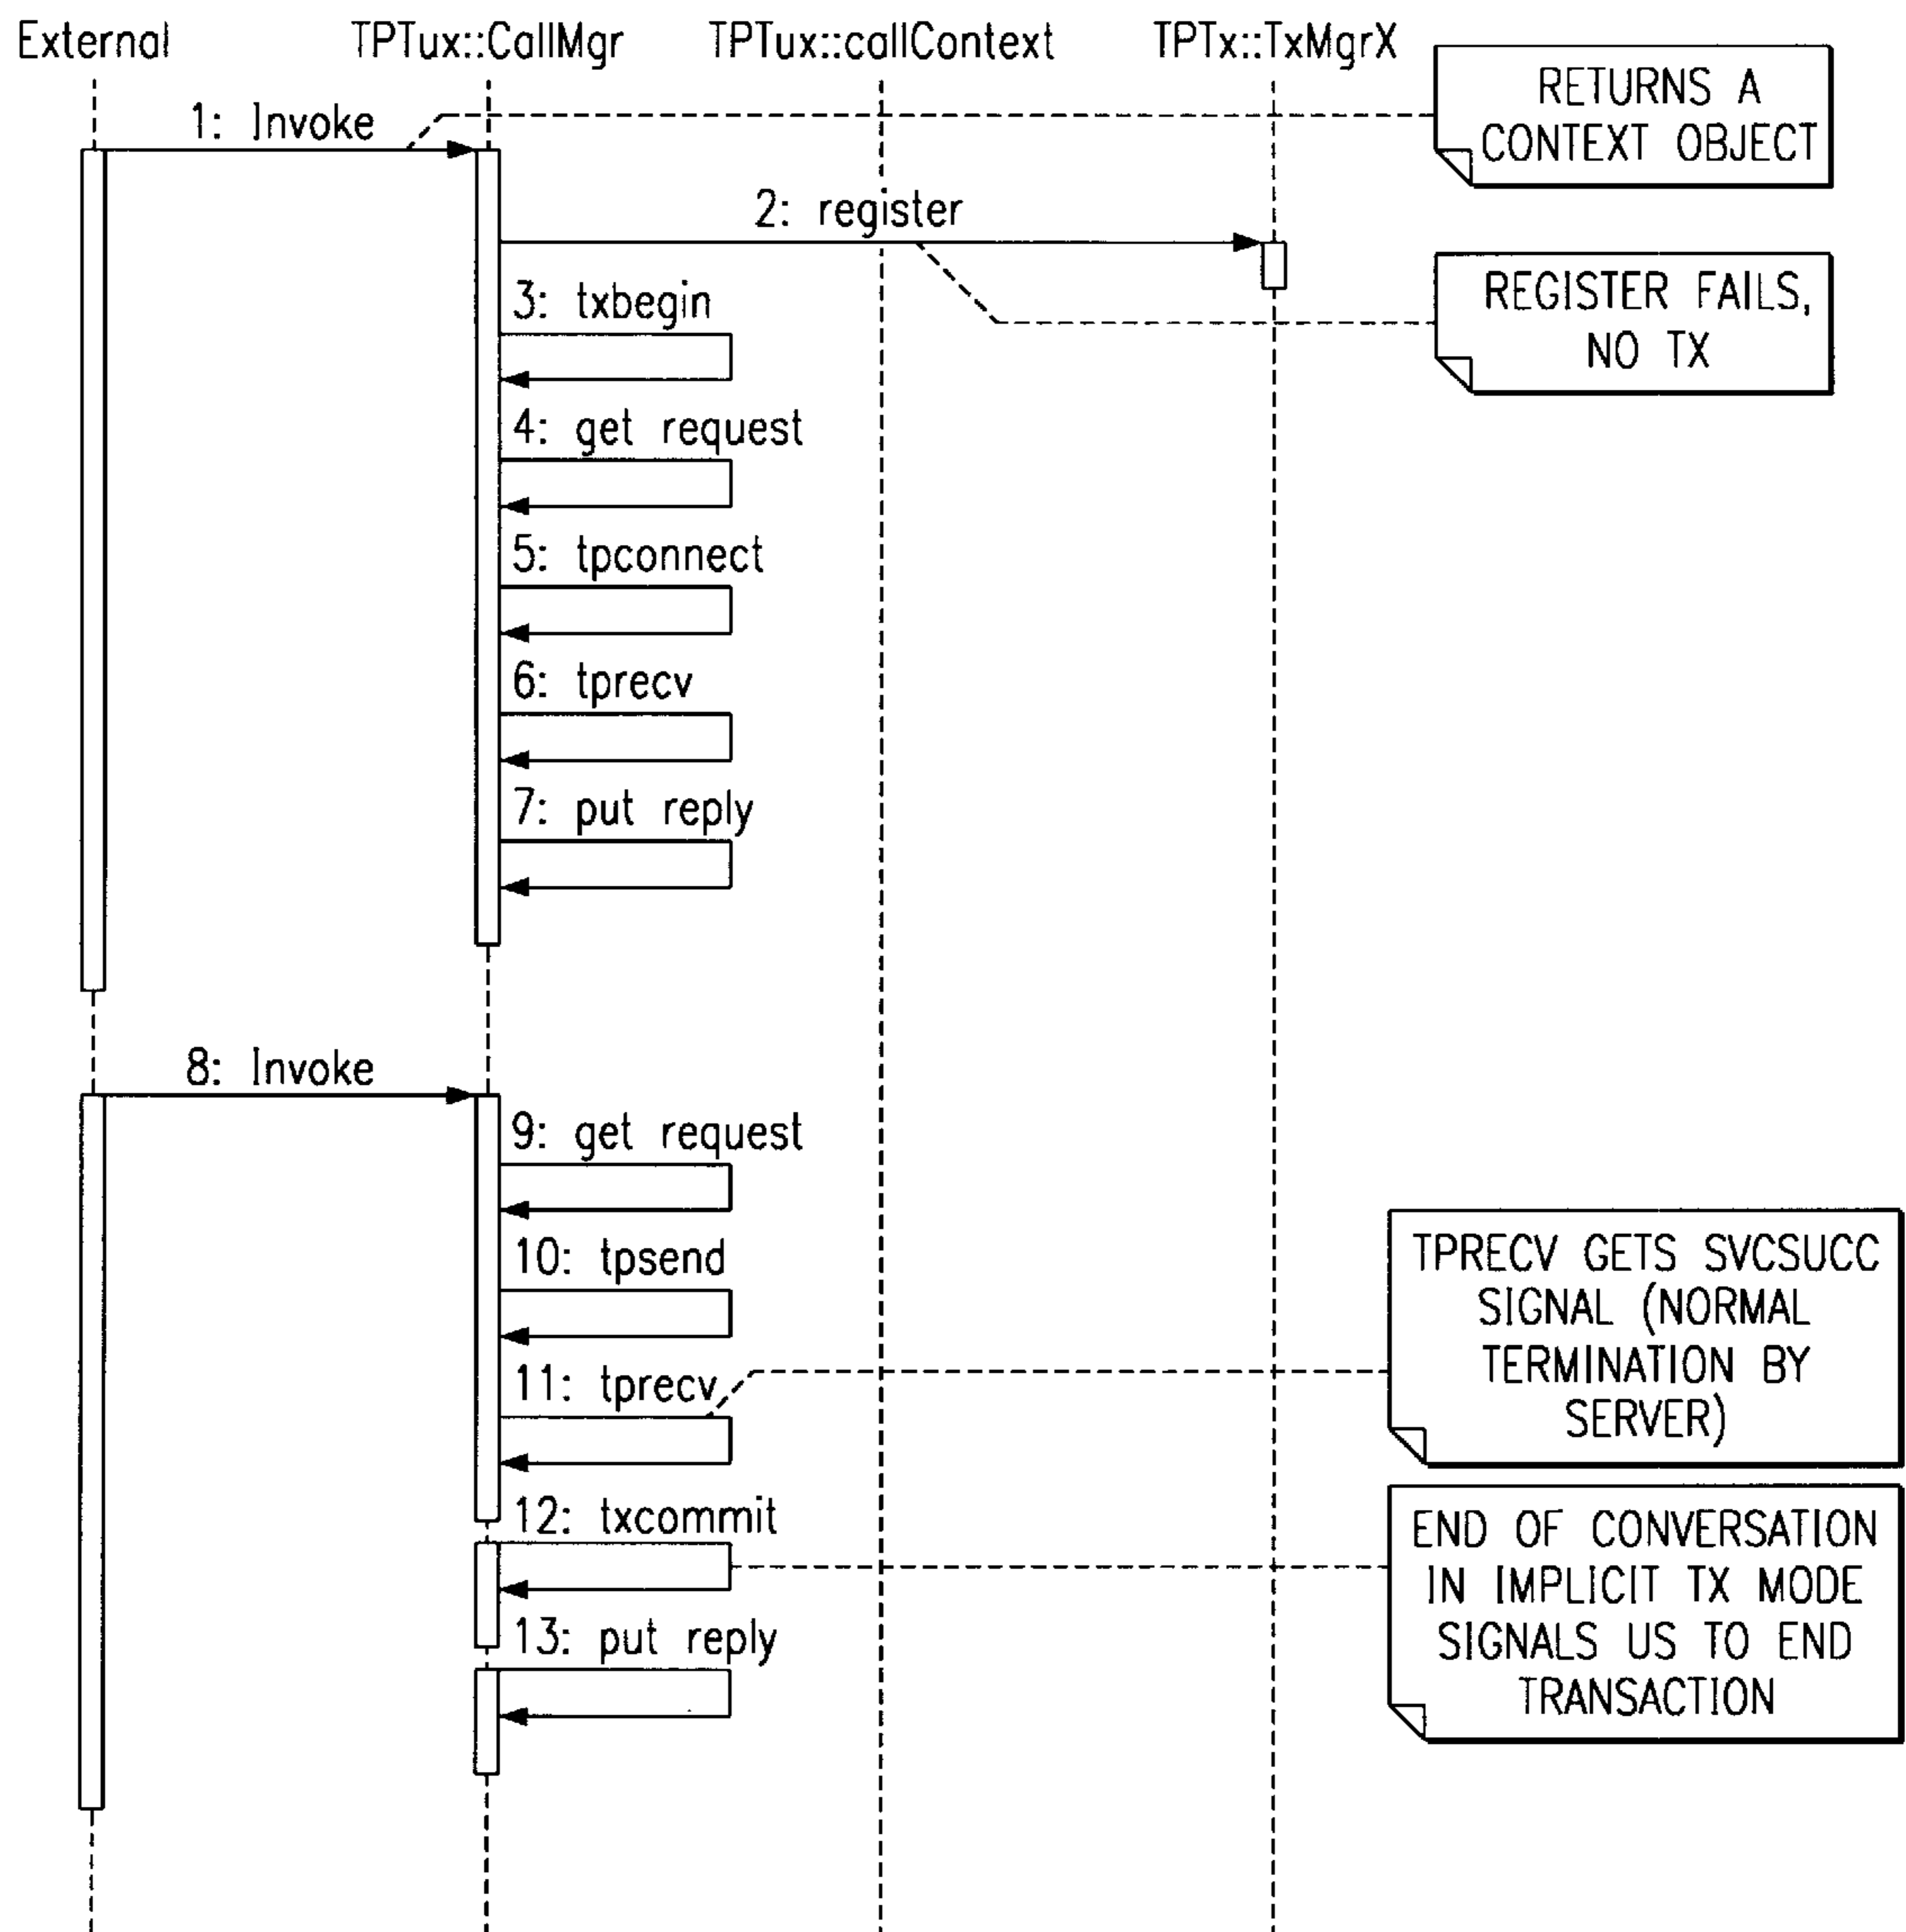 External TPTux::CallMgr TPTux::callContext TPTx::TxMgrX
RETURNS A
CONTEXT OBJECT
1: Invoke
2: register
REGISTER FAILS,
NO TX
3: txbegin
4: get request
5: tpconnect
6: tprecv
7: put reply
8: Invoke
9: get request
10: tpsend
11: tprecv
TPRECV GETS SVCSUCC
SIGNAL (NORMAL
TERMINATION BY
SERVER)
12: txcommit
END OF CONVERSATION
IN IMPLICIT TX MODE
SIGNALS US TO END
TRANSACTION
13: put reply